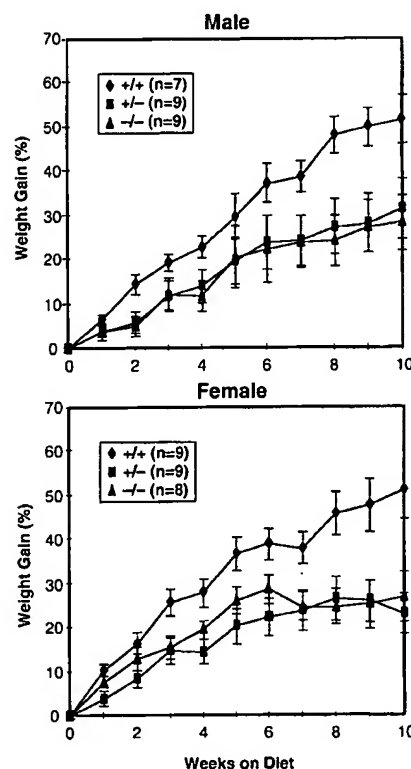 Male
Weight Gain (%)
70
60
50
40
30
20
10
0
+/+ (n=7)
+/− (n=9)
−/− (n=9)
0 2 4 6 8 10
Female
Weight Gain (%)
70
60
50
40
30
20
10
0
+/+ (n=9)
+/− (n=9)
−/− (n=8)
0 2 4 6 8 10
Weeks on Diet